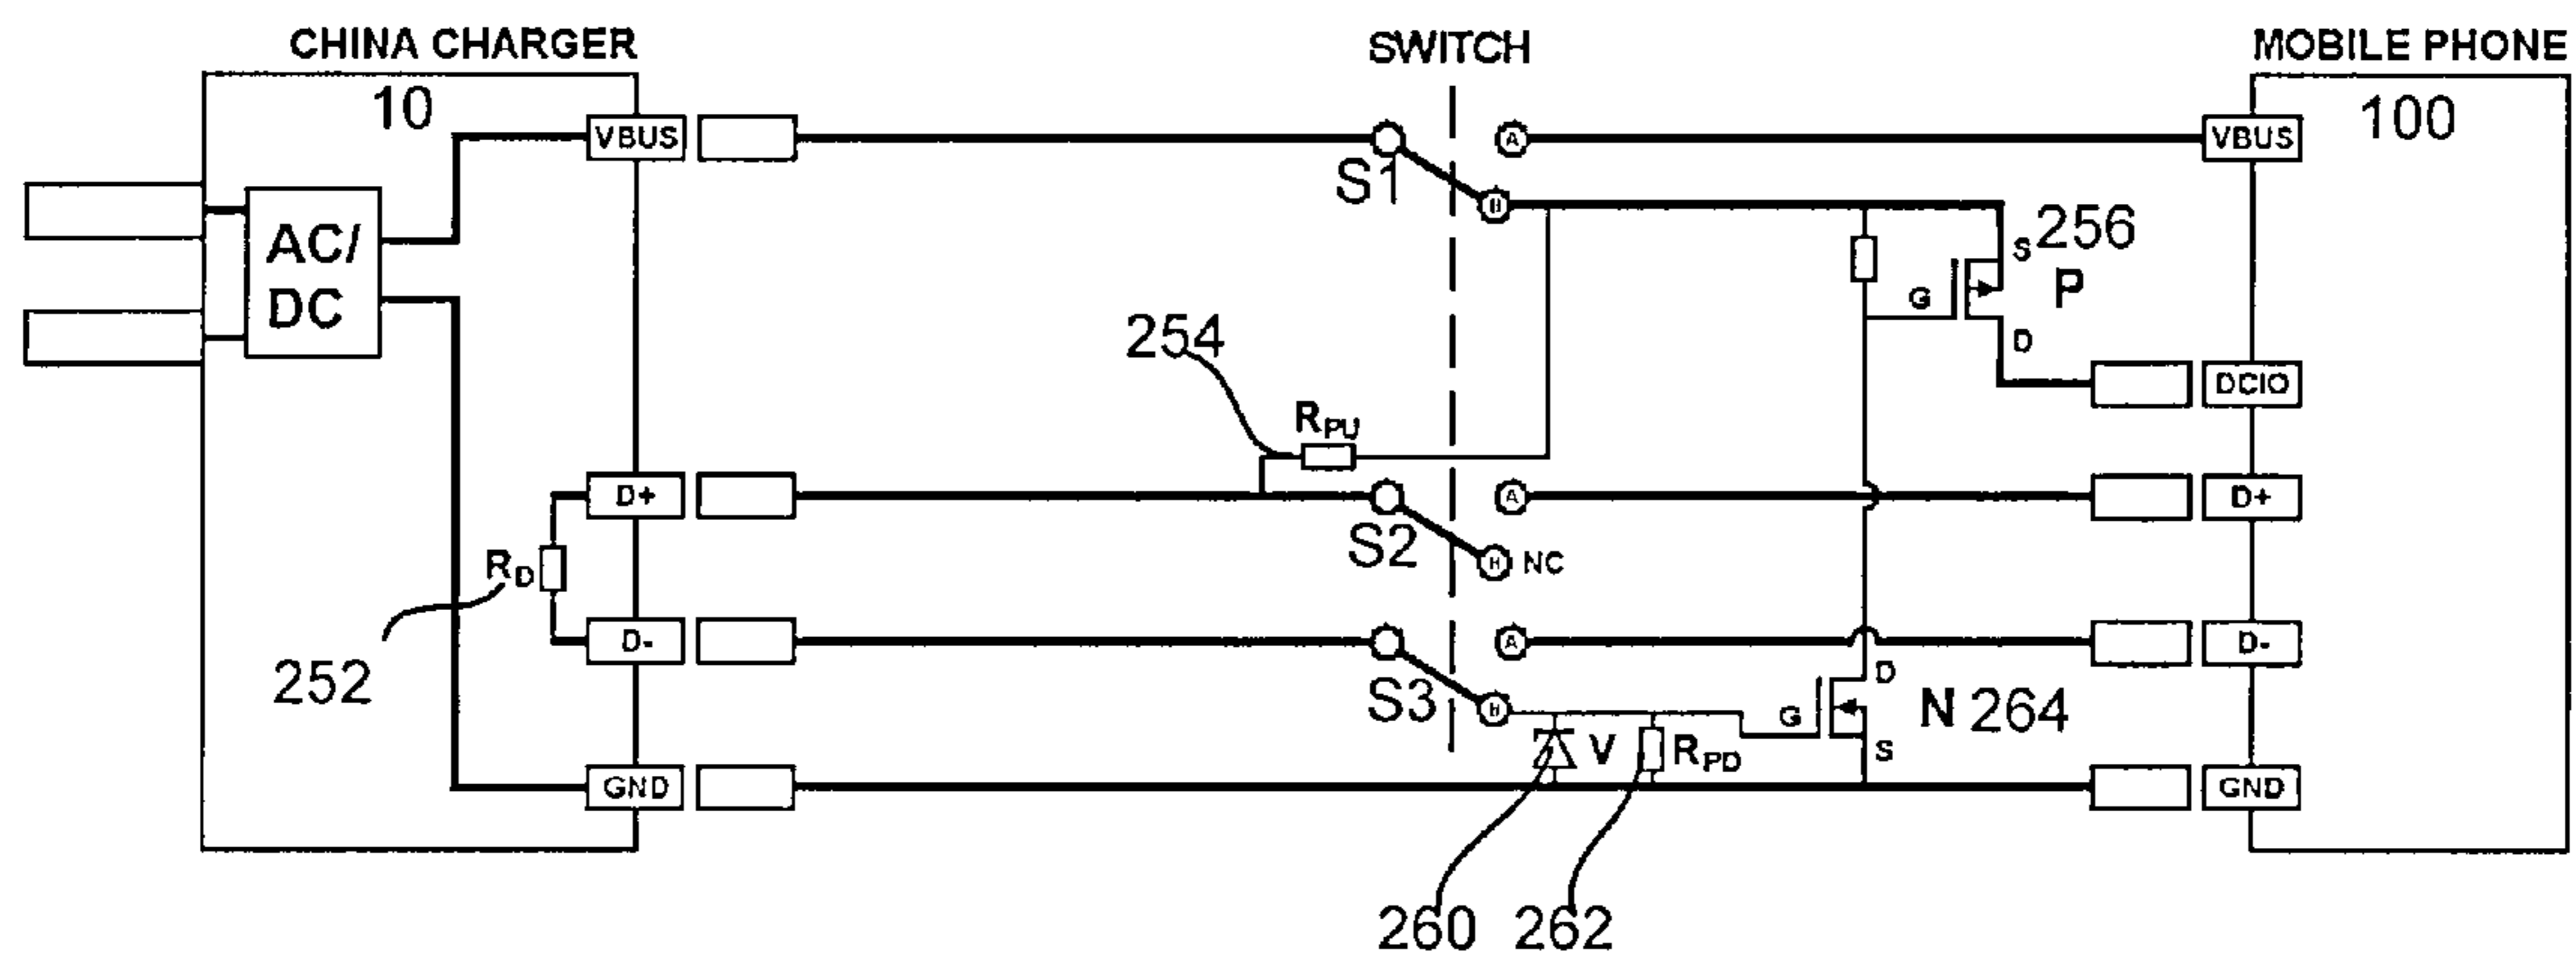 CHINA CHARGER
SWITCH
MOBILE PHONE
10
100
VBUS
A
VBUS
S1
B
AC/
DC
S
256
P
G
D
254
DCIO
RPU
D+
A
D+
S2
NC
RD
D-
A
D-
252
S3
D
N 264
G
V
RPD
S
GND
GND
260
262